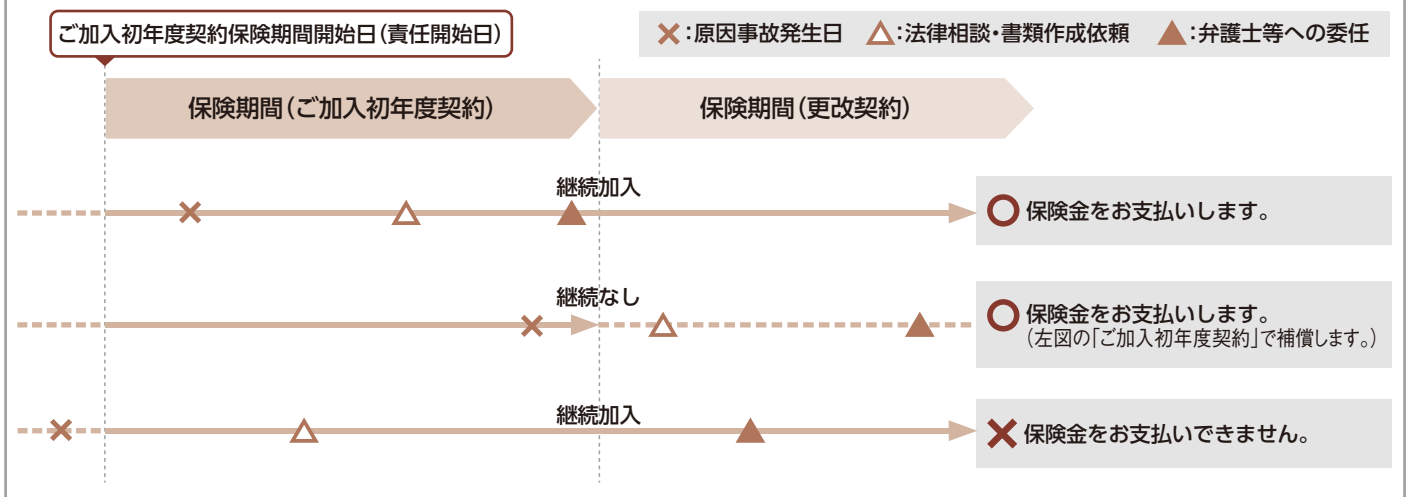 ご加入初年度契約保険期間開始日(責任開始日)
×:原因事故発生日 △:法律相談・書類作成依頼 ▲:弁護士等への委任
保険期間(ご加入初年度契約)
保険期間(更改契約)
継続加入
保険金をお支払いします。
継続なし
保険金をお支払いします。
(左図の「ご加入初年度契約」で補償します。)
継続加入
保険金をお支払いできません。